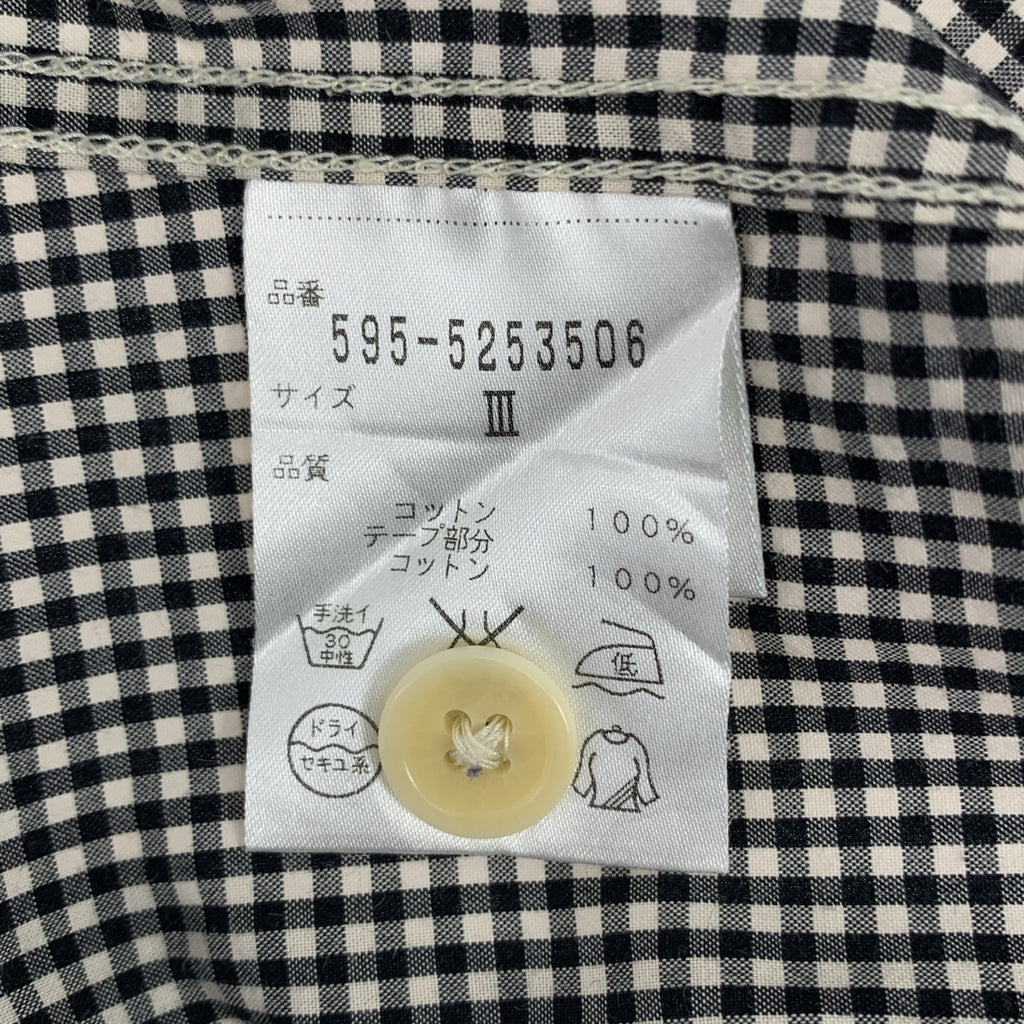 品番
595-5253506
サイズ
Ⅲ
品質
コットン 100%
テープ部分
コットン 100%
手洗イ
30
中性
低
ドライ
セキユ系